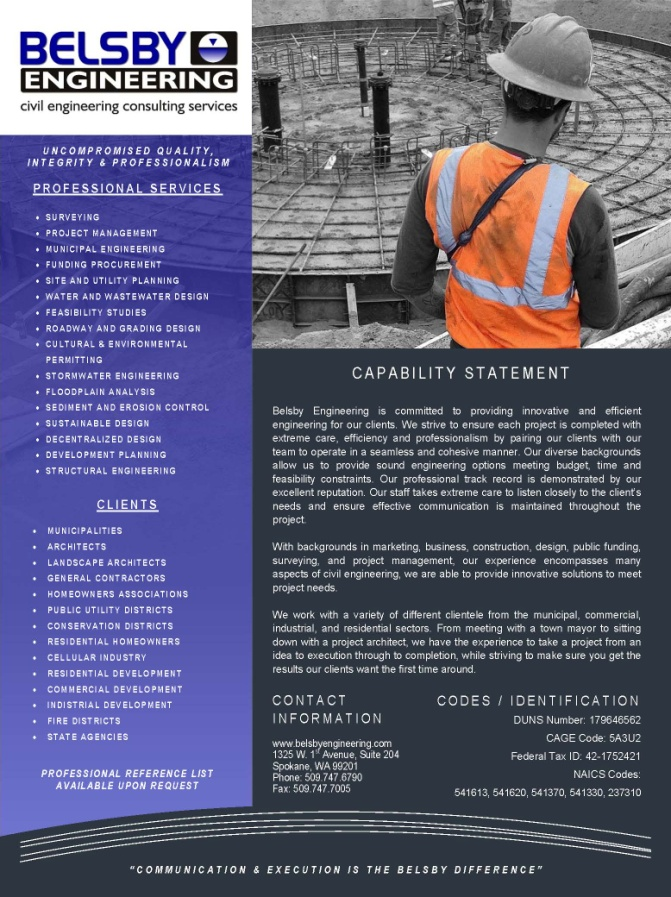 BELSBY
ENGINEERING
civil engineering consulting services
UNCOMPROMISED QUALITY,
INTEGRITY & PROFESSIONALISM
PROFESSIONAL SERVICES
• SURVEYING
• PROJECT MANAGEMENT
• MUNICIPAL ENGINEERING
• FUNDING PROCUREMENT
• SITE AND UTILITY PLANNING
• WATER AND WASTEWATER DESIGN
• FEASIBILITY STUDIES
• ROADWAY AND GRADING DESIGN
• CULTURAL & ENVIRONMENTAL
PERMITTING
• STORMWATER ENGINEERING
• FLOODPLAIN ANALYSIS
• SEDIMENT AND EROSION CONTROL
• SUSTAINABLE DESIGN
• DECENTRALIZED DESIGN
• DEVELOPMENT PLANNING
• STRUCTURAL ENGINEERING
CLIENTS
• MUNICIPALITIES
• ARCHITECTS
• LANDSCAPE ARCHITECTS
• GENERAL CONTRACTORS
• HOMEOWNERS ASSOCIATIONS
• PUBLIC UTILITY DISTRICTS
• CONSERVATION DISTRICTS
• RESIDENTIAL HOMEOWNERS
• CELLULAR INDUSTRY
• RESIDENTIAL DEVELOPMENT
• COMMERCIAL DEVELOPMENT
• INDISTRIAL DEVELOPMENT
• FIRE DISTRICTS
• STATE AGENCIES
PROFESSIONAL REFERENCE LIST
AVAILABLE UPON REQUEST
CAPABILITY STATEMENT
Belsby Engineering is committed to providing innovative and efficient
engineering for our clients. We strive to ensure each project is completed with
extreme care, efficiency and professionalism by pairing our clients with our
team to operate in a seamless and cohesive manner. Our diverse backgrounds
allow us to provide sound engineering options meeting budget, time and
feasibility constraints. Our professional track record is demonstrated by our
excellent reputation. Our staff takes extreme care to listen closely to the client's
needs and ensure effective communication is maintained throughout the
project.
With backgrounds in marketing, business, construction, design, public funding,
surveying, and project management, our experience encompasses many
aspects of civil engineering, we are able to provide innovative solutions to meet
project needs.
We work with a variety of different clientele from the municipal, commercial,
industrial, and residential sectors. From meeting with a town mayor to sitting
down with a project architect, we have the experience to take a project from an
idea to execution through to completion, while striving to make sure you get the
results our clients want the first time around.
CONTACT
INFORMATION
www.belsbyengineering.com
1325 W. 1st Avenue, Suite 204
Spokane, WA 99201
Phone: 509.747.6790
Fax: 509.747.7005
CODES / IDENTIFICATION
DUNS Number: 179646562
CAGE Code: 5A3U2
Federal Tax ID: 42-1752421
NAICS Codes:
541613, 541620, 541370, 541330, 237310
"COMMUNICATION & EXECUTION IS THE BELSBY DIFFERENCE"